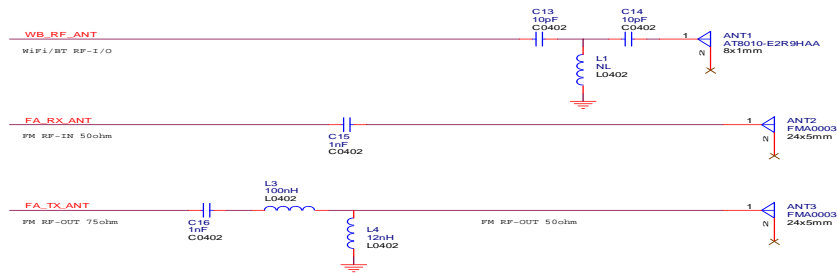 C13
10pF
C0402
C14
10pF
C0402
WB_RF_ANT
WiFi/BT RF-I/O
L1
NL
L0402
1
2
ANT1
AT8010-E2R9HAA
8x1mm
FA_RX_ANT
FM RF-IN 50ohm
C15
1nF
C0402
1
2
ANT2
FMA0003
24x5mm
FA_TX_ANT
FM RF-OUT 75ohm
C16
1nF
C0402
L3
100nH
L0402
L4
12nH
L0402
FM RF-OUT 50ohm
1
2
ANT3
FMA0003
24x5mm